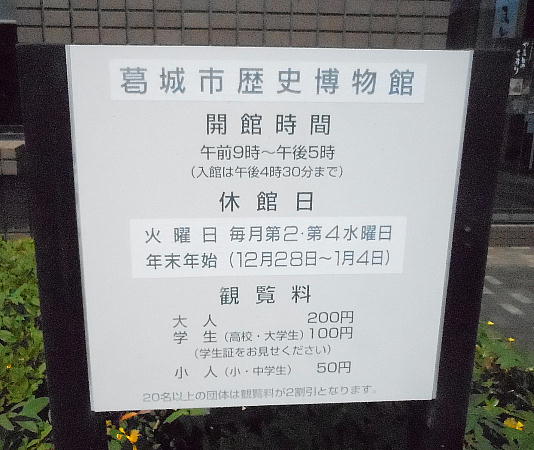 葛城市歴史博物館
開館時間
午前9時～午後5時
(入館は午後4時30分まで)
休館日
火曜日 毎月第2・第4水曜日
年末年始 (12月28日～1月4日)
観覧料
大人 200円
学生(高校・大学生)100円
(学生証をお見せください)
小人(小・中学生) 50円
20名以上の団体は観覧料が2割引となります。